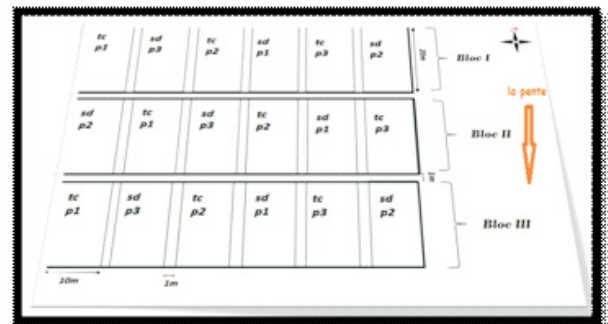 tc sd tc sd tc sd
p1 p3 p2 p1 p3 p2
20m
Bloc I
la pente
sd tc sd tc sd tc
p2 p1 p3 p2 p1 p3
Bloc II
1m
tc sd tc sd tc sd
p1 p3 p2 p1 p3 p2
Bloc III
10m
1m